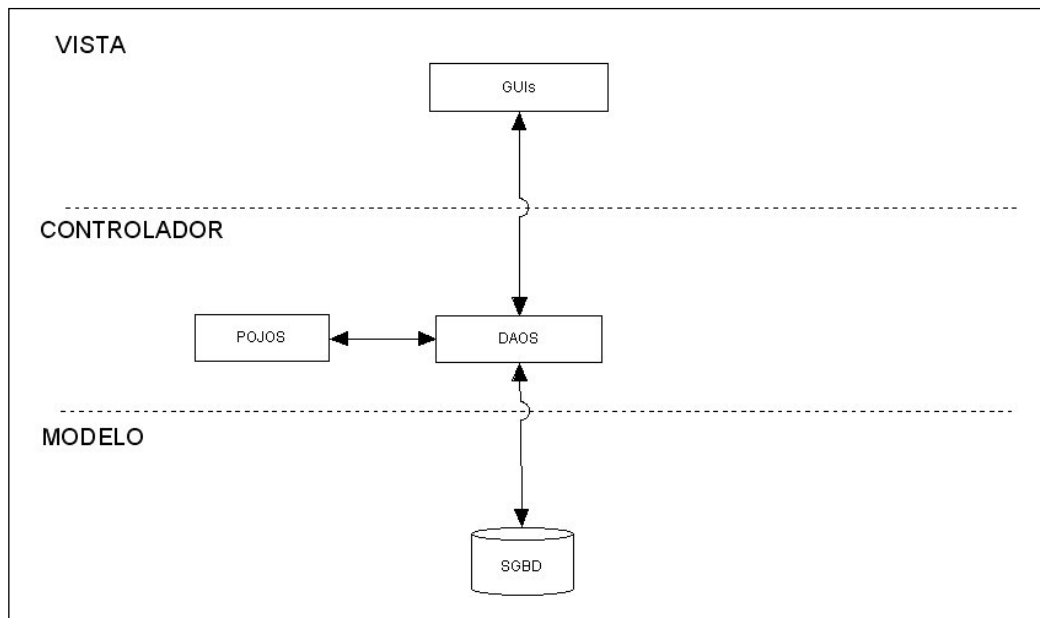 VISTA
GUIs
CONTROLADOR
POJOS
DAOS
MODELO
SGBD